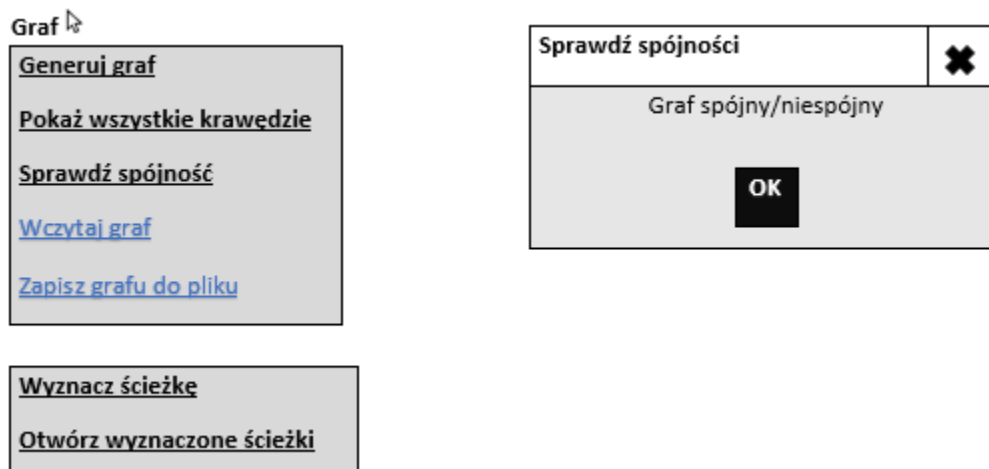 Graf
Generuj graf
Pokaż wszystkie krawędzie
Sprawdź spójność
Wczytaj graf
Zapisz grafu do pliku
Wyznacz ścieżkę
Otwórz wyznaczone ścieżki
Sprawdź spójności
Graf spójny/niespójny
OK